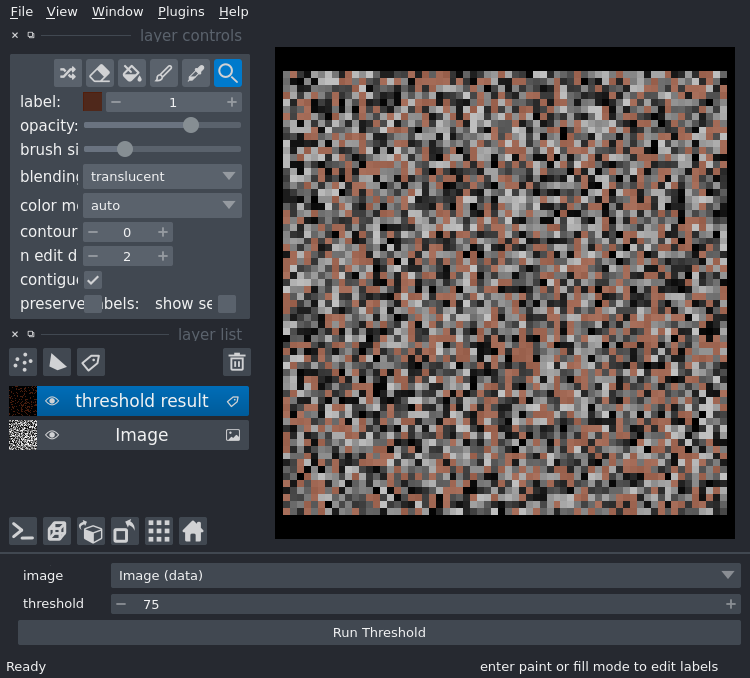 File View Window Plugins Help
layer controls
label: 1
opacity:
brush si
blending translucent
color m auto
contour 0
n edit d 2
contigu
preserve abels: show se
layer list
threshold result
Image
image Image (data)
threshold 75
Run Threshold
Ready enter paint or fill mode to edit labels